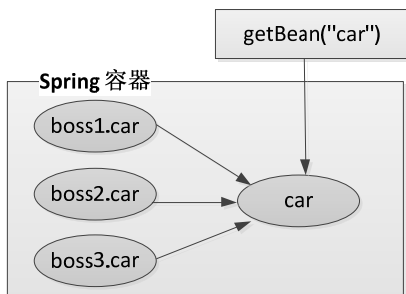 getBean("car")
Spring 容器
boss1.car
boss2.car
car
boss3.car